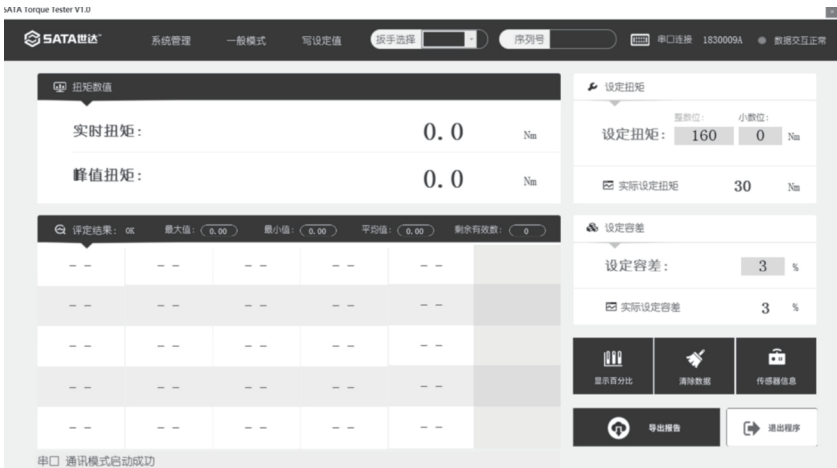 SATA Torque Tester V1.0
SATA世达 系统管理 一般模式 写设定值 扳手选择 序列号 串口连接 1830009A 数据交互正常
扭矩数值
实时扭矩: 0.0 Nm
峰值扭矩: 0.0 Nm
设定扭矩
整数位: 小数位:
设定扭矩: 160 0 Nm
实际设定扭矩 30 Nm
评定结果: OK 最大值: 0.00 最小值: 0.00 平均值: 0.00 剩余有效数: 0
-- -- -- -- --
-- -- -- -- --
-- -- -- -- --
-- -- -- -- --
-- -- -- -- --
设定容差
设定容差: 3 %
实际设定容差 3 %
显示百分比 清除数据 传感器信息
导出报告 退出程序
串口 通讯模式启动成功